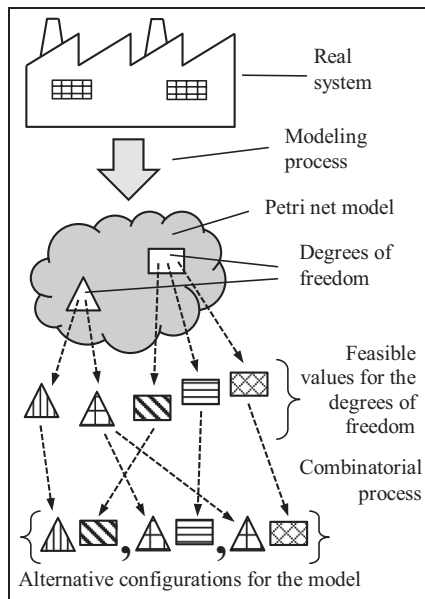 Real
system
Modeling
process
Petri net model
Degrees of
freedom
Feasible
values for the
degrees of
freedom
Combinatorial
process
{ , , }
Alternative configurations for the model